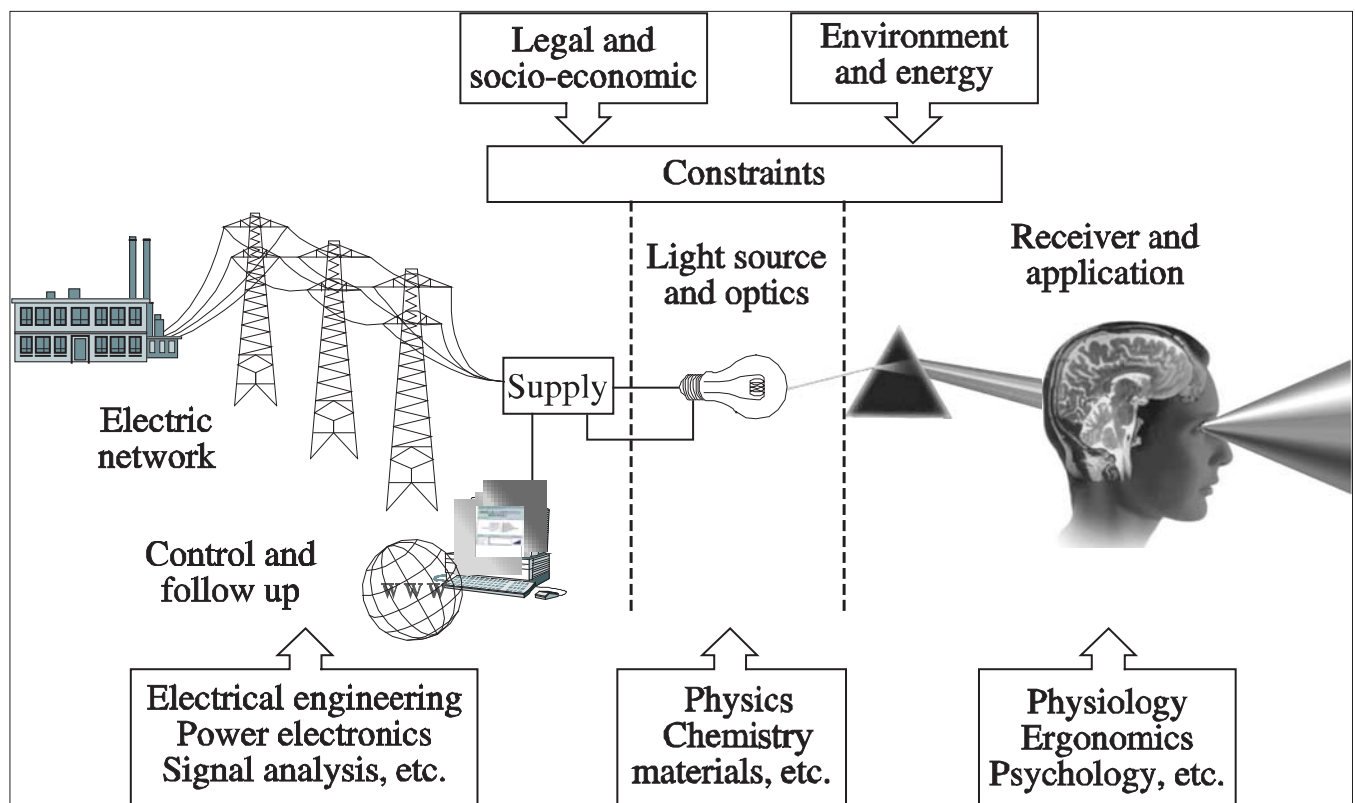 Legal and
socio-economic
Environment
and energy
Constraints
Light source
and optics
Receiver and
application
Supply
Electric
network
Control and
follow up
WWW
Electrical engineering
Power electronics
Signal analysis, etc.
Physics
Chemistry
materials, etc.
Physiology
Ergonomics
Psychology, etc.